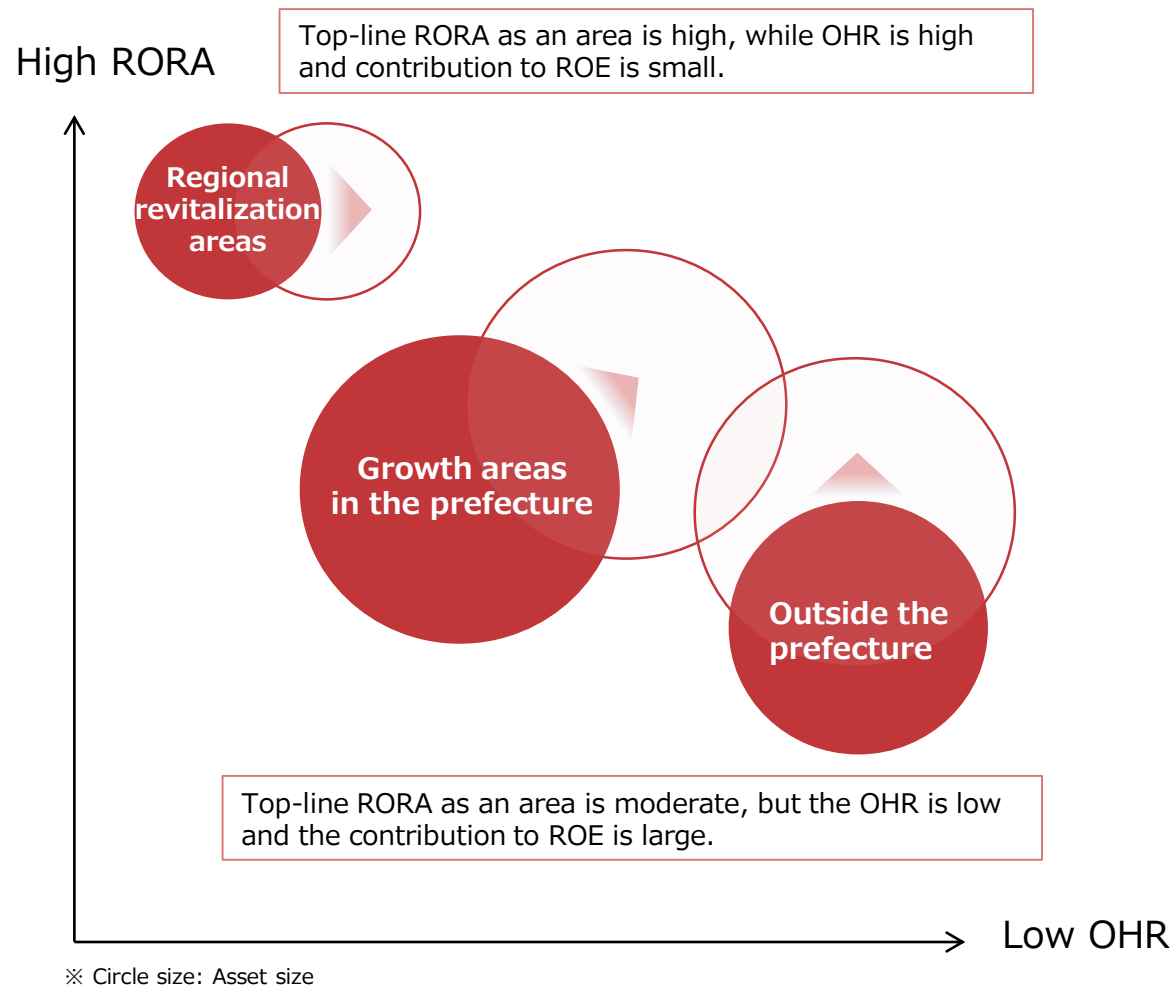 High RORA
Top-line RORA as an area is high, while OHR is high
and contribution to ROE is small.
Regional
revitalization
areas
Growth areas
in the prefecture
Outside the
prefecture
Top-line RORA as an area is moderate, but the OHR is low
and the contribution to ROE is large.
Low OHR
※ Circle size: Asset size